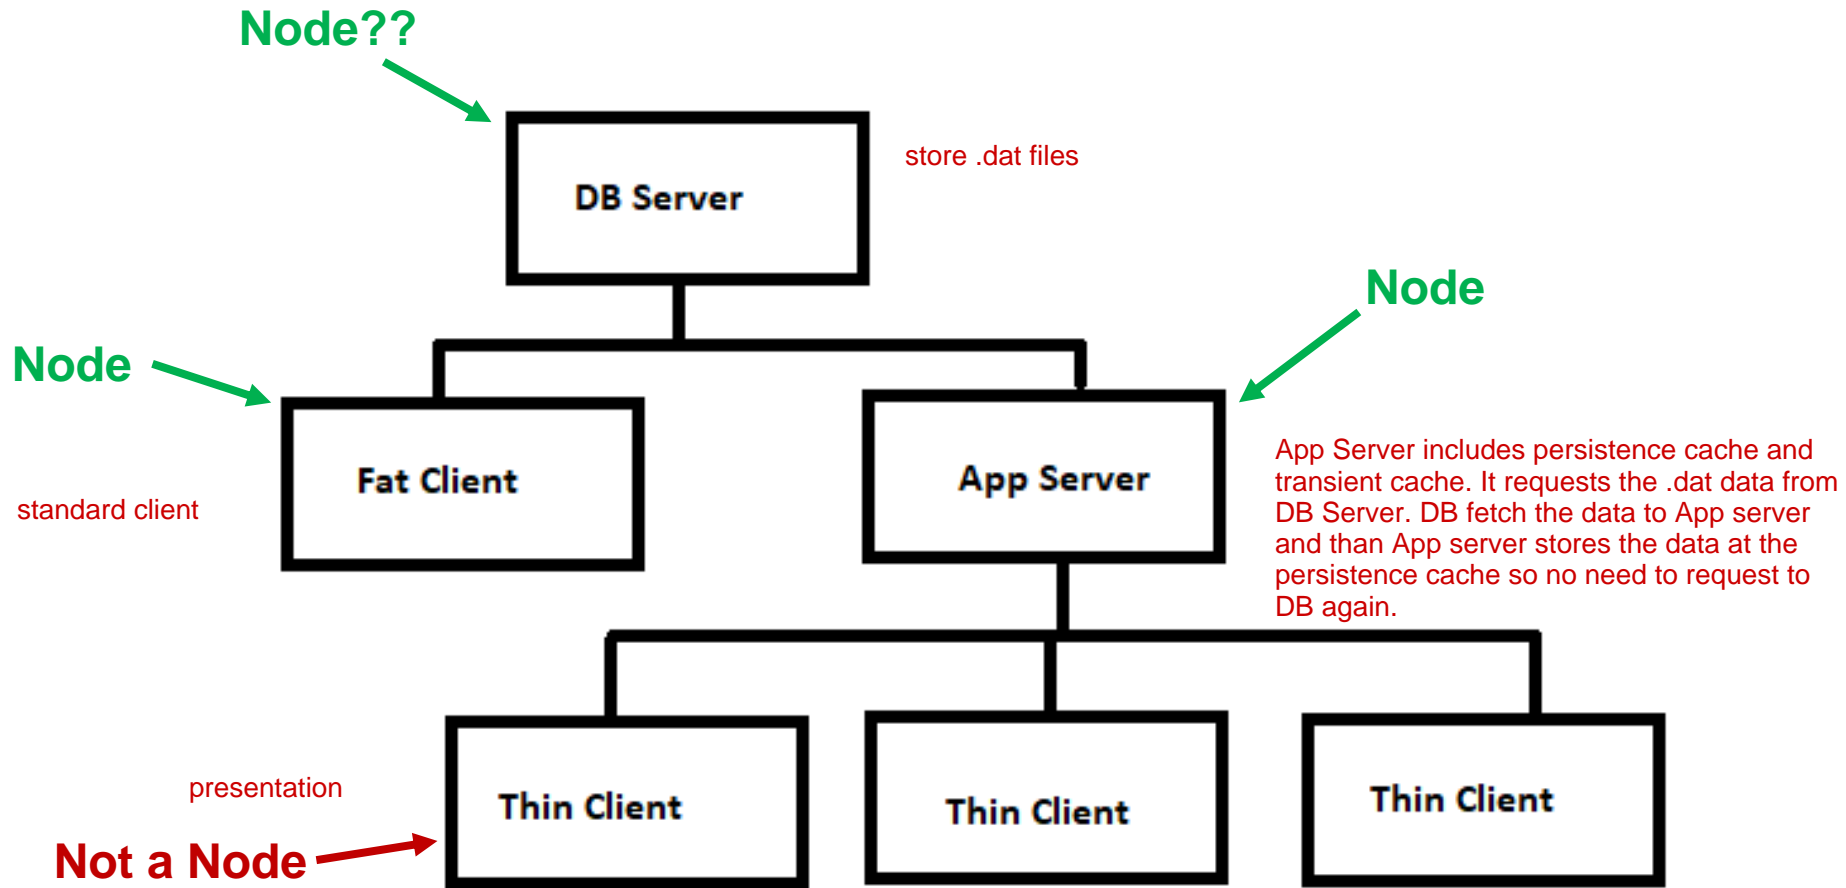 Node??
store .dat files
DB Server
Node
Node
Fat Client
App Server
standard client
App Server includes persistence cache and
transient cache. It requests the .dat data from
DB Server. DB fetch the data to App server
and than App server stores the data at the
persistence cache so no need to request to
DB again.
presentation
Thin Client
Thin Client
Thin Client
Not a Node